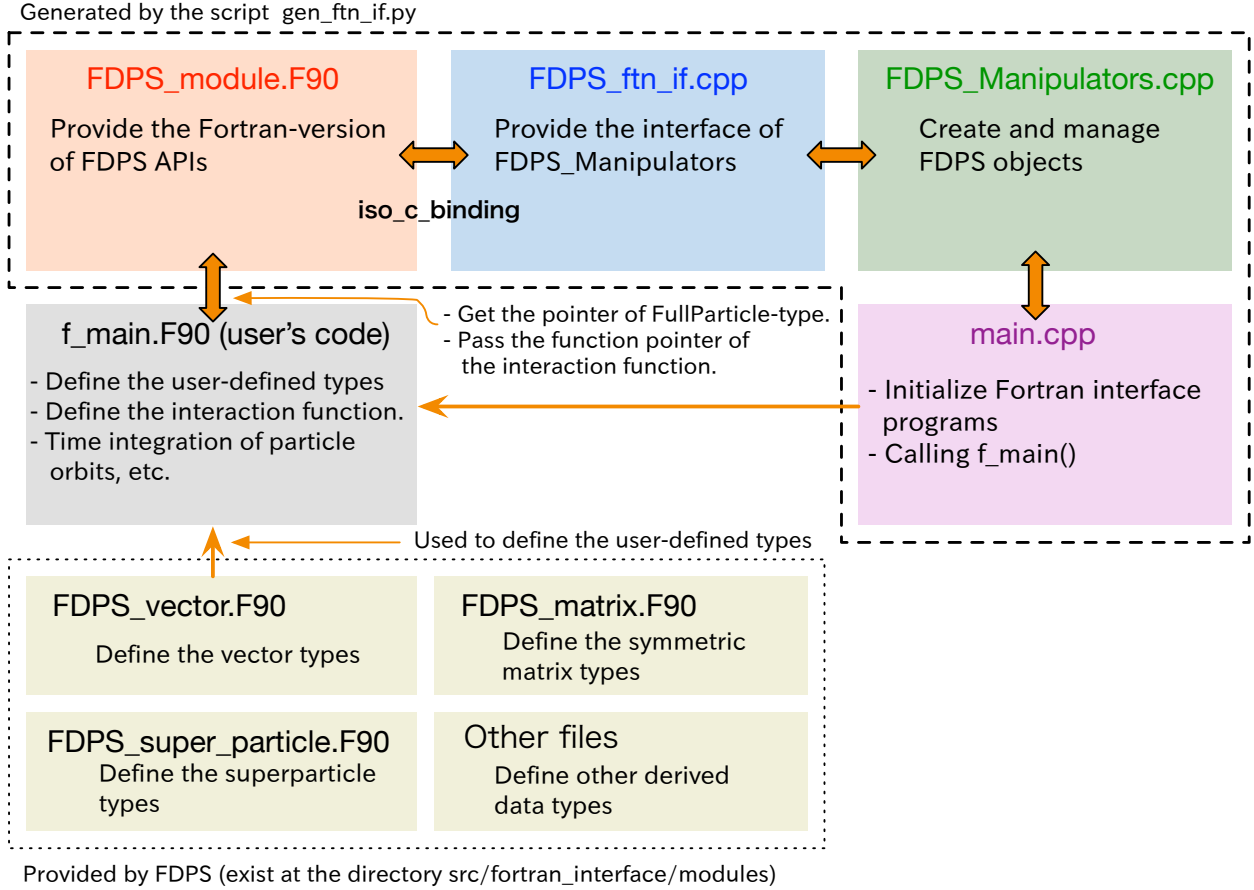 Generated by the script gen_ftn_if.py
FDPS_module.F90
Provide the Fortran-version
of FDPS APIs
FDPS_ftn_if.cpp
Provide the interface of
FDPS_Manipulators
FDPS_Manipulators.cpp
Create and manage
FDPS objects
iso_c_binding
f_main.F90 (user's code)
- Define the user-defined types
- Define the interaction function.
- Time integration of particle
orbits, etc.
- Get the pointer of FullParticle-type.
- Pass the function pointer of
the interaction function.
main.cpp
- Initialize Fortran interface
programs
- Calling f_main()
Used to define the user-defined types
FDPS_vector.F90
Define the vector types
FDPS_matrix.F90
Define the symmetric
matrix types
FDPS_super_particle.F90
Define the superparticle
types
Other files
Define other derived
data types
Provided by FDPS (exist at the directory src/fortran_interface/modules)